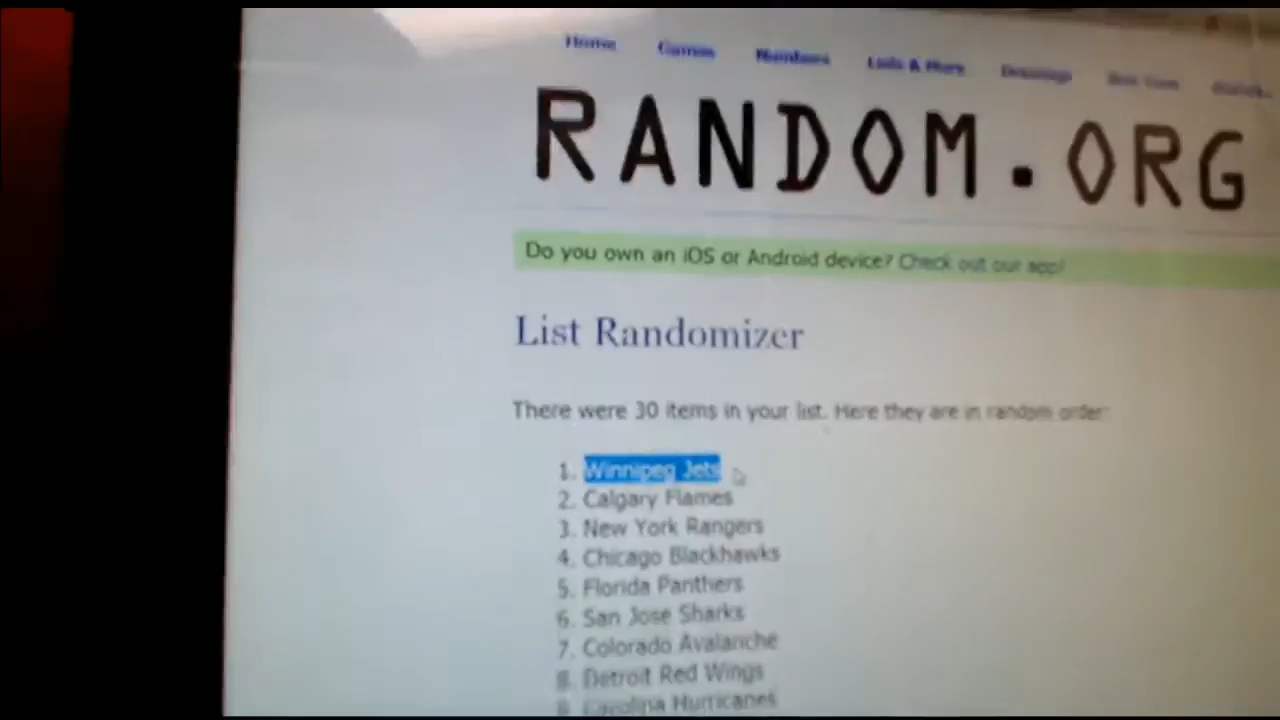 Home Games Numbers Lists & More Drawings
RANDOM.ORG
Do you own an iOS or Android device? Check out our app!
List Randomizer
There were 30 items in your list. Here they are in random order:
1. Winnipeg Jets
2. Calgary Flames
3. New York Rangers
4. Chicago Blackhawks
5. Florida Panthers
6. San Jose Sharks
7. Colorado Avalanche
8. Detroit Red Wings
9. Carolina Hurricanes